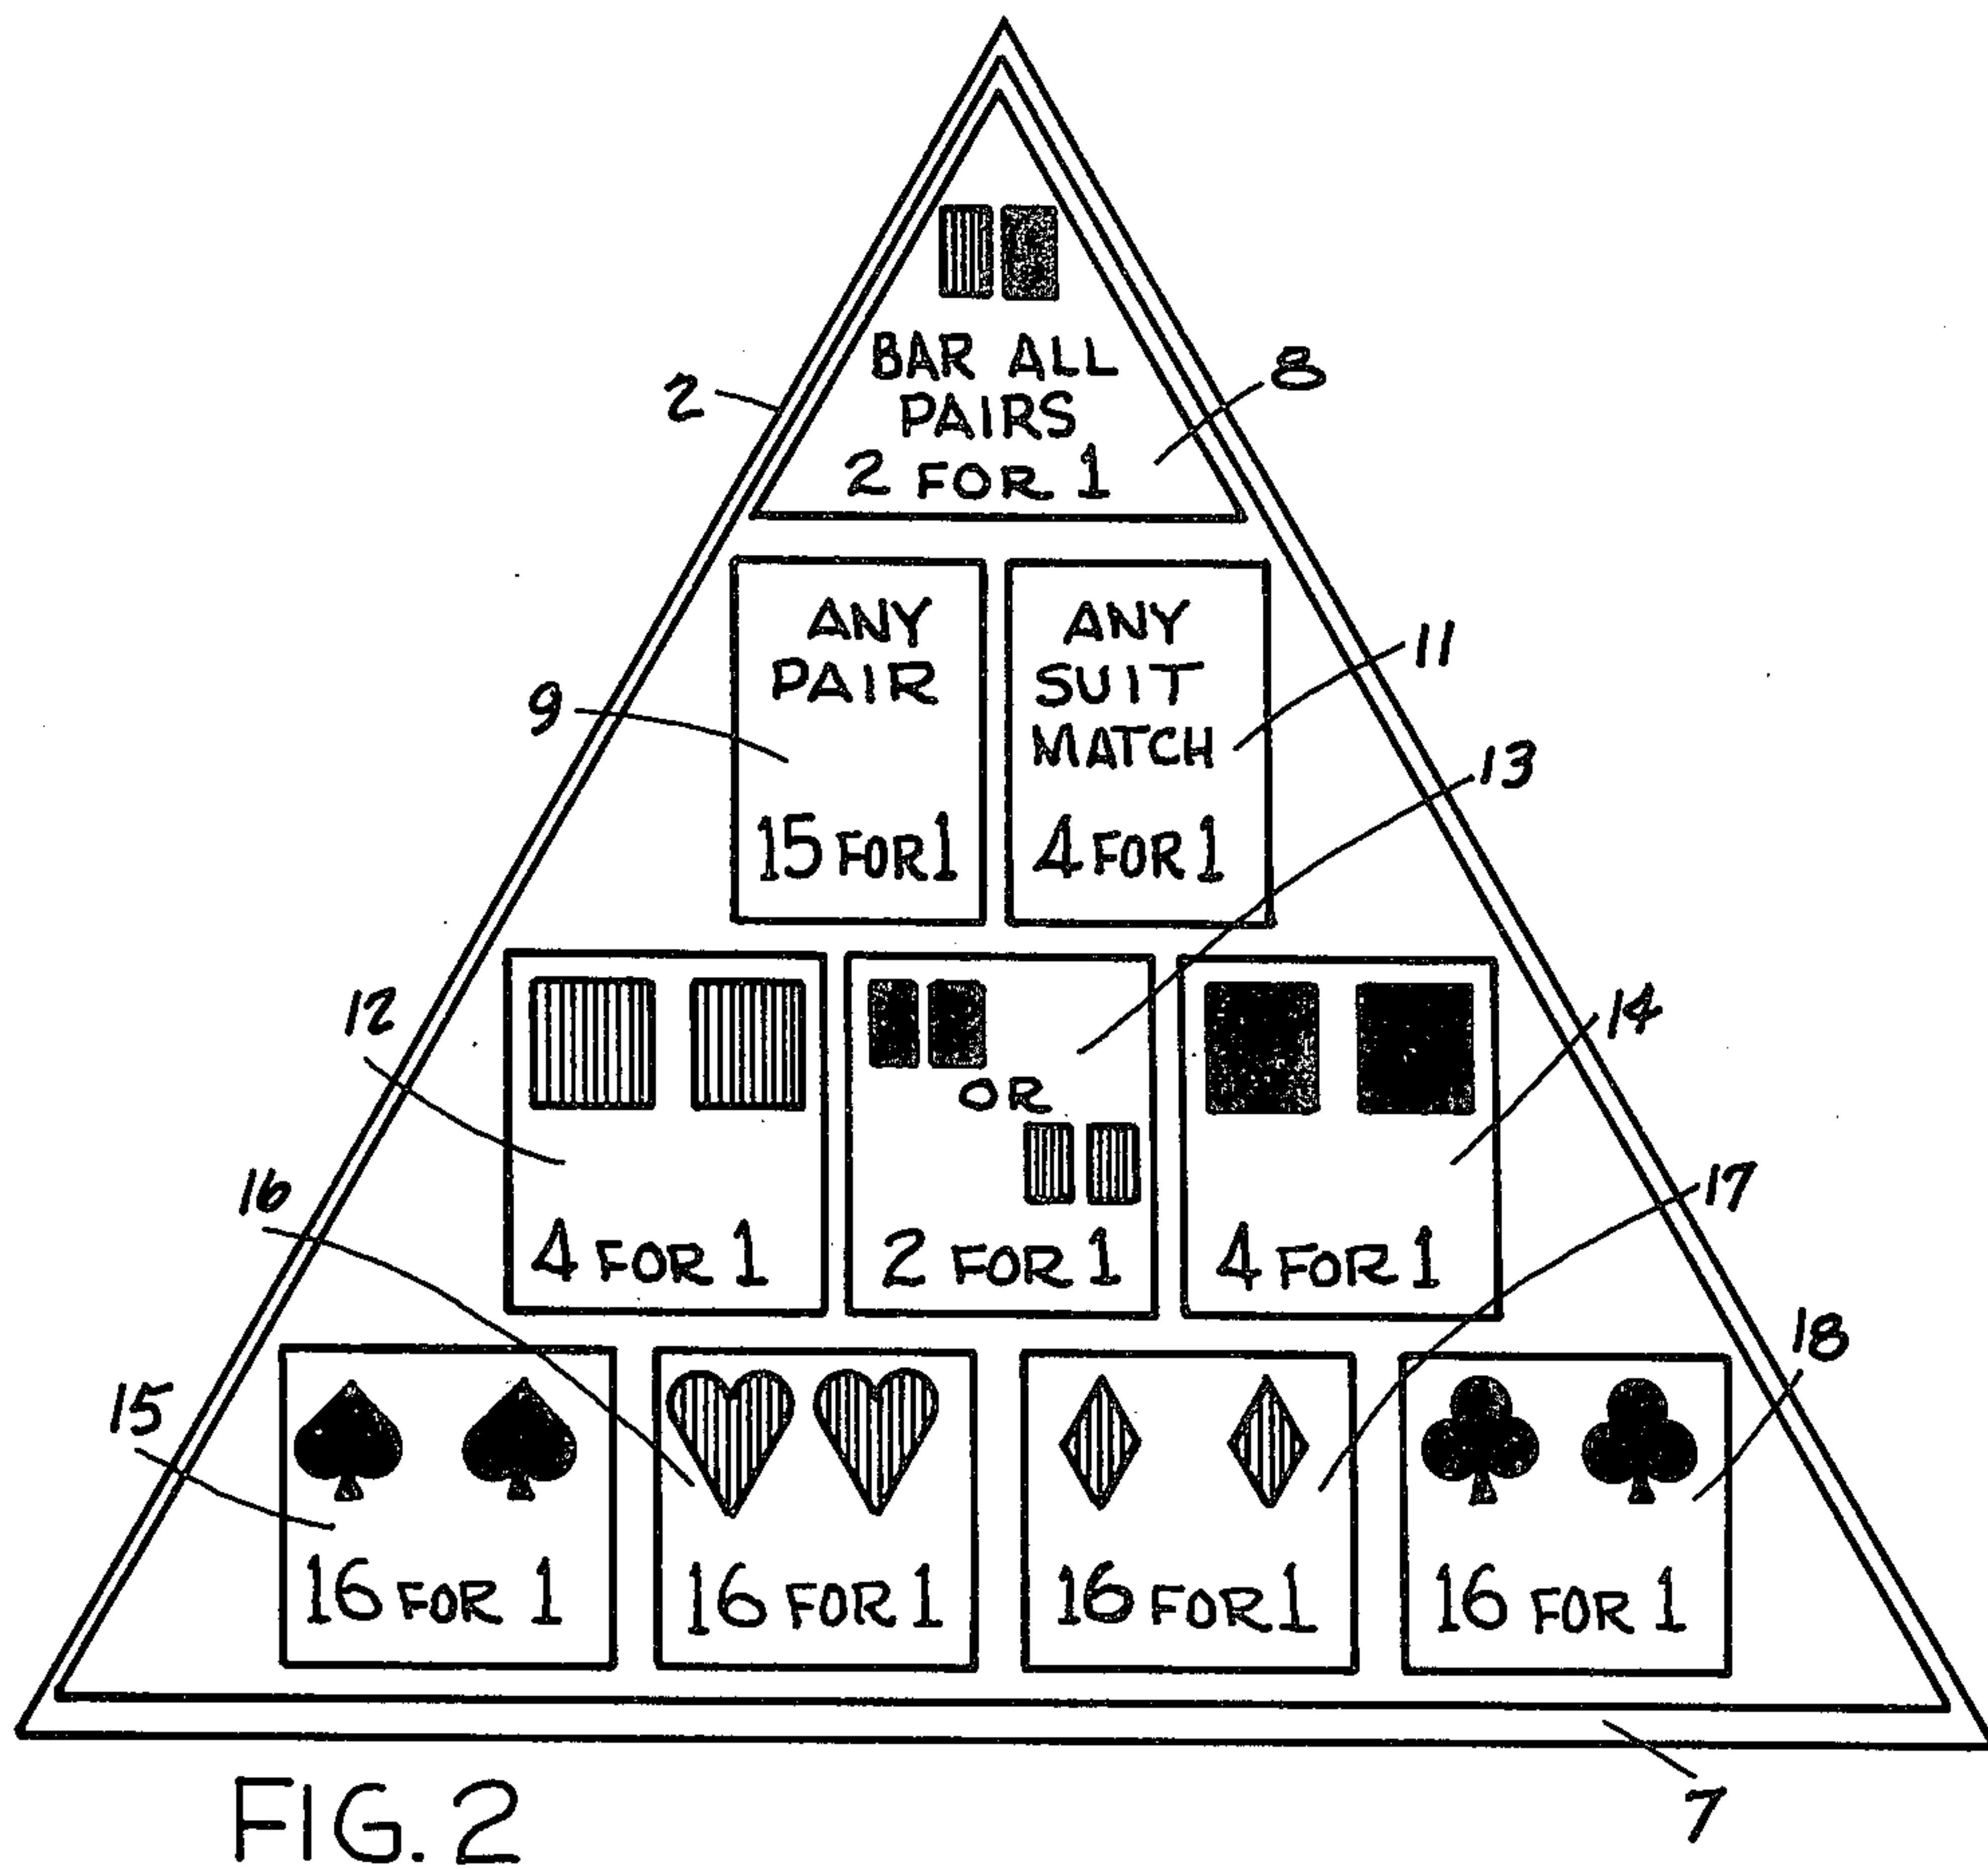 BAR ALL
PAIRS
2 FOR 1
2
8
ANY
PAIR
15 FOR 1
ANY
SUIT
MATCH
4 FOR 1
9
11
13
12
4 FOR 1
OR
2 FOR 1
4 FOR 1
14
16
17
15
16 FOR 1
16 FOR 1
16 FOR 1
16 FOR 1
18
7
FIG. 2